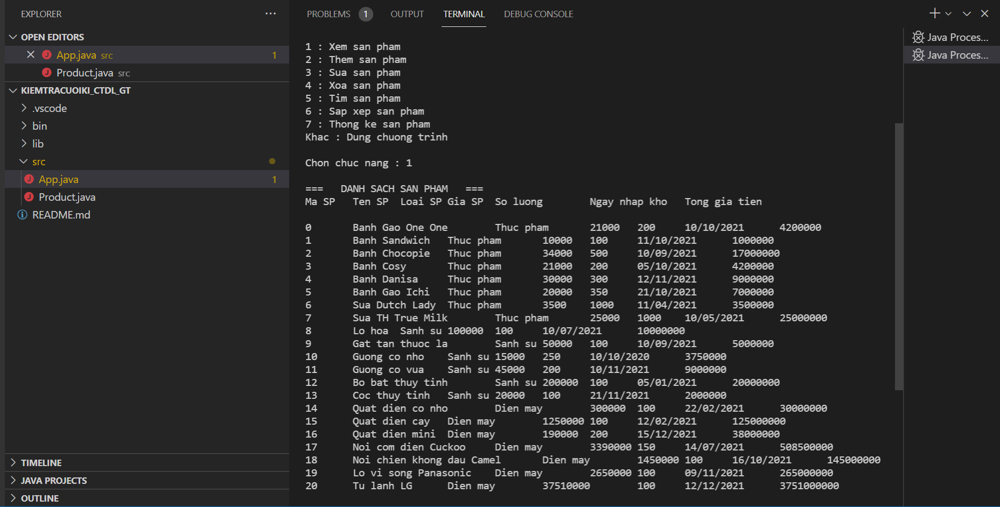 EXPLORER
OPEN EDITORS
App.java src 1
Product.java src
KIEMTRACUOIKI_CTDL_GT
.vscode
bin
lib
src
App.java 1
Product.java
README.md
TIMELINE
JAVA PROJECTS
OUTLINE
PROBLEMS 1 OUTPUT TERMINAL DEBUG CONSOLE
1 : Xem san pham
2 : Them san pham
3 : Sua san pham
4 : Xoa san pham
5 : Tim san pham
6 : Sap xep san pham
7 : Thong ke san pham
Khac : Dung chuong trinh
Chon chuc nang : 1
=== DANH SACH SAN PHAM ===
Ma SP Ten SP Loai SP Gia SP So luong Ngay nhap kho Tong gia tien
0 Banh Gao One One Thuc pham 21000 200 10/10/2021 4200000
1 Banh Sandwich Thuc pham 10000 100 11/10/2021 1000000
2 Banh Chocopie Thuc pham 34000 500 10/09/2021 17000000
3 Banh Cosy Thuc pham 21000 200 05/10/2021 4200000
4 Banh Danisa Thuc pham 30000 300 12/11/2021 9000000
5 Banh Gao Ichi Thuc pham 20000 350 21/10/2021 7000000
6 Sua Dutch Lady Thuc pham 3500 1000 11/04/2021 3500000
7 Sua TH True Milk Thuc pham 25000 1000 10/05/2021 25000000
8 Lo hoa Sanh su 100000 100 10/07/2021 10000000
9 Gat tan thuoc la Sanh su 50000 100 10/09/2021 5000000
10 Guong co nho Sanh su 15000 250 10/10/2020 3750000
11 Guong co vua Sanh su 45000 200 10/11/2021 9000000
12 Bo bat thuy tinh Sanh su 200000 100 05/01/2021 20000000
13 Coc thuy tinh Sanh su 20000 100 21/11/2021 2000000
14 Quat dien co nho Dien may 300000 100 22/02/2021 30000000
15 Quat dien cay Dien may 1250000 100 12/02/2021 125000000
16 Quat dien mini Dien may 190000 200 15/12/2021 38000000
17 Noi com dien Cuckoo Dien may 3390000 150 14/07/2021 508500000
18 Noi chien khong dau Camel Dien may 1450000 100 16/10/2021 145000000
19 Lo vi song Panasonic Dien may 2650000 100 09/11/2021 265000000
20 Tu lanh LG Dien may 37510000 100 12/12/2021 3751000000
Java Proces...
Java Proces...